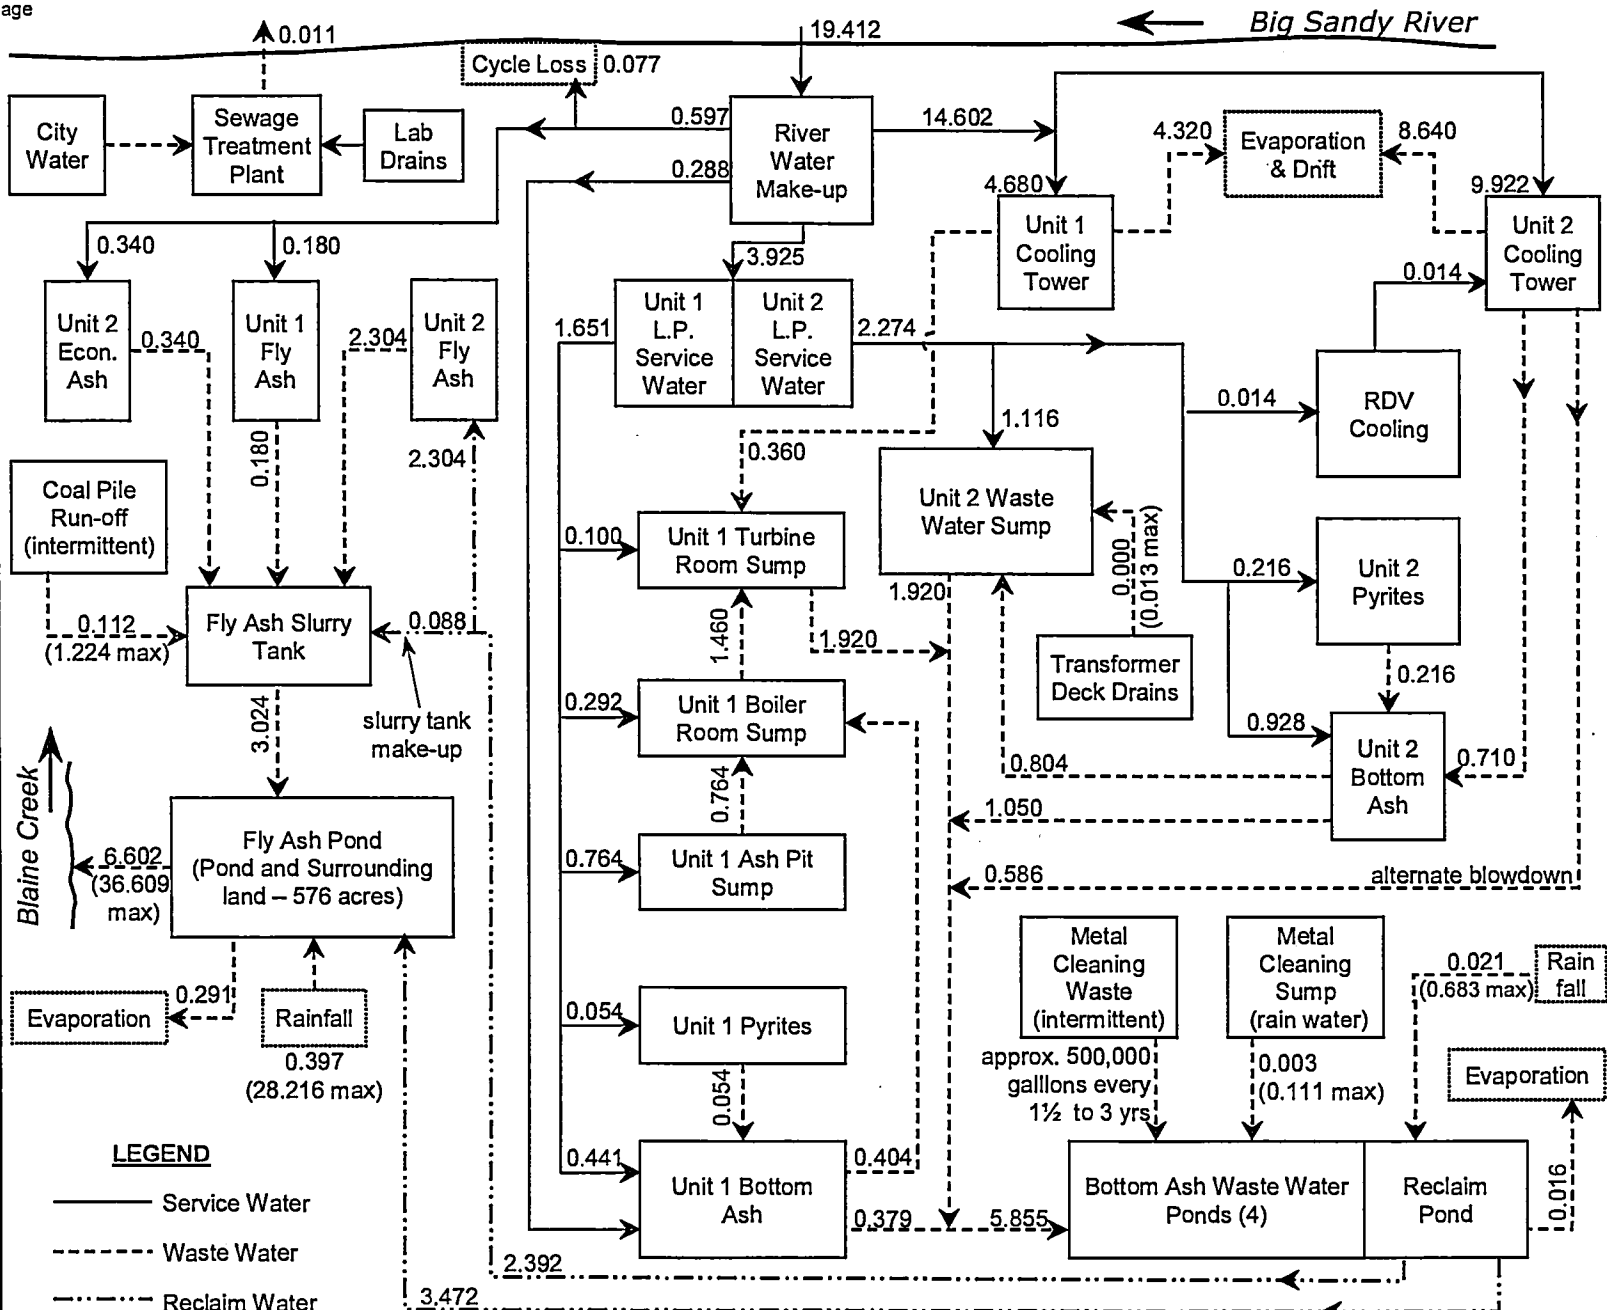 age
0.011
19.412
Big Sandy River
Cycle Loss
0.077
City
Water
Sewage
Treatment
Plant
Lab
Drains
0.597
0.288
River
Water
Make-up
14.602
4.320
Evaporation
& Drift
8.640
4.680
Unit 1
Cooling
Tower
9.922
Unit 2
Cooling
Tower
0.340
0.180
3.925
0.014
Unit 2
Econ.
Ash
0.340
Unit 1
Fly
Ash
2.304
Unit 2
Fly
Ash
1.651
Unit 1
L.P.
Service
Water
Unit 2
L.P.
Service
Water
2.274
0.014
RDV
Cooling
1.116
0.360
0.180
2.304
Coal Pile
Run-off
(intermittent)
Unit 2 Waste
Water Sump
0.100
Unit 1 Turbine
Room Sump
0.000
(0.013 max)
0.216
Unit 2
Pyrites
1.920
0.112
(1.224 max)
Fly Ash Slurry
Tank
0.088
1.460
1.920
Transformer
Deck Drains
0.216
slurry tank
make-up
3.024
0.292
Unit 1 Boiler
Room Sump
0.928
Unit 2
Bottom
Ash
0.710
0.804
0.764
1.050
Blaine Creek
6.602
(36.609
max)
Fly Ash Pond
(Pond and Surrounding
land – 576 acres)
0.764
Unit 1 Ash Pit
Sump
0.586
alternate blowdown
0.291
Evaporation
Rainfall
0.397
(28.216 max)
0.054
Unit 1 Pyrites
0.054
Metal
Cleaning
Waste
(intermittent)
approx. 500,000
galllons every
1½ to 3 yrs
Metal
Cleaning
Sump
(rain water)
0.003
(0.111 max)
0.021
(0.683 max)
Rain
fall
Evaporation
0.016
0.441
Unit 1 Bottom
Ash
0.404
0.379
5.855
Bottom Ash Waste Water
Ponds (4)
Reclaim
Pond
LEGEND
Service Water
Waste Water
Reclaim Water
2.392
3.472